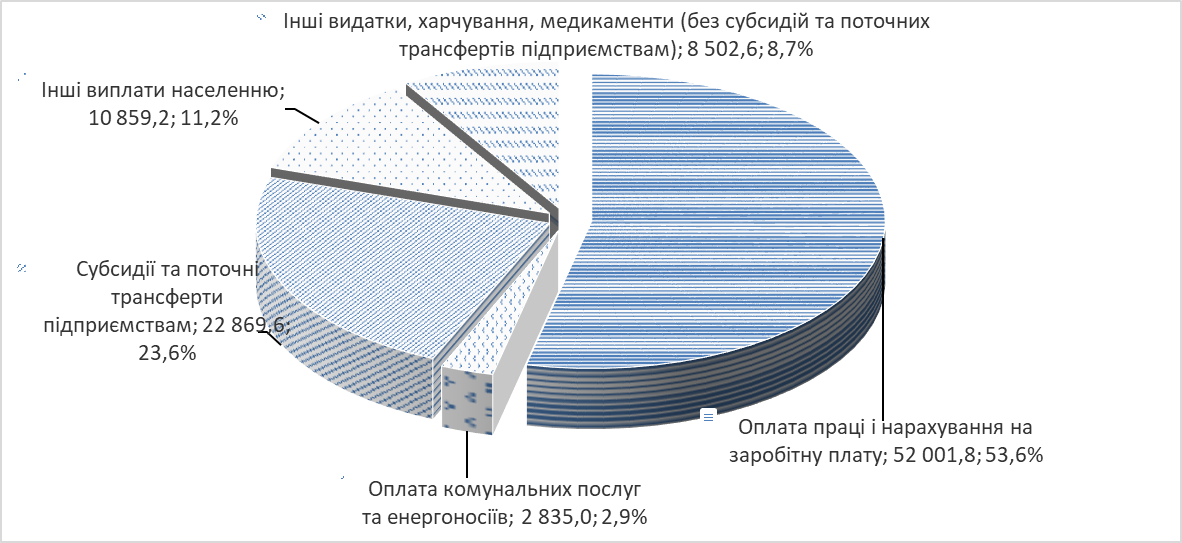 Інші видатки, харчування, медикаменти (без субсидій та поточних
трансфертів підприємствам); 8 502,6; 8,7%
Інші виплати населенню;
10 859,2; 11,2%
Субсидії та поточні
трансферти
підприємствам; 22 869,6;
23,6%
Оплата праці і нарахування на
заробітну плату; 52 001,8; 53,6%
Оплата комунальних послуг
та енергоносіїв; 2 835,0; 2,9%